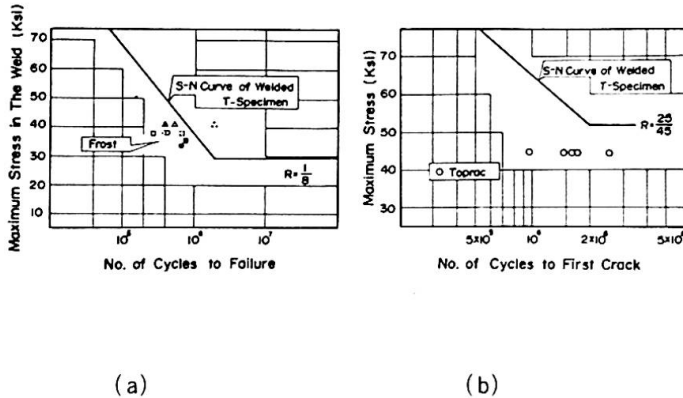 Maximum Stress in The Weld (Ksi)
70
60
50
40
30
20
10
S-N Curve of Welded
T-Specimen
Frost
R = 1/8
10⁵
10⁶
10⁷
No. of Cycles to Failure
(a)
Maximum Stress (Ksi)
70
60
50
40
30
25
S-N Curve of Welded
T-Specimen
R = 25/45
Toprac
5×10⁵
10⁶
2×10⁶
No. of Cycles to First Crack
(b)